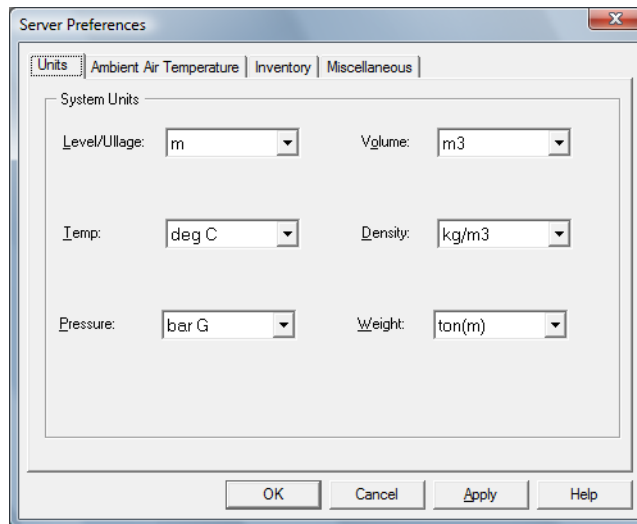 Server Preferences
Units Ambient Air Temperature Inventory Miscellaneous
System Units
Level/Ullage: m Volume: m3
Temp: deg C Density: kg/m3
Pressure: bar G Weight: ton(m)
OK Cancel Apply Help